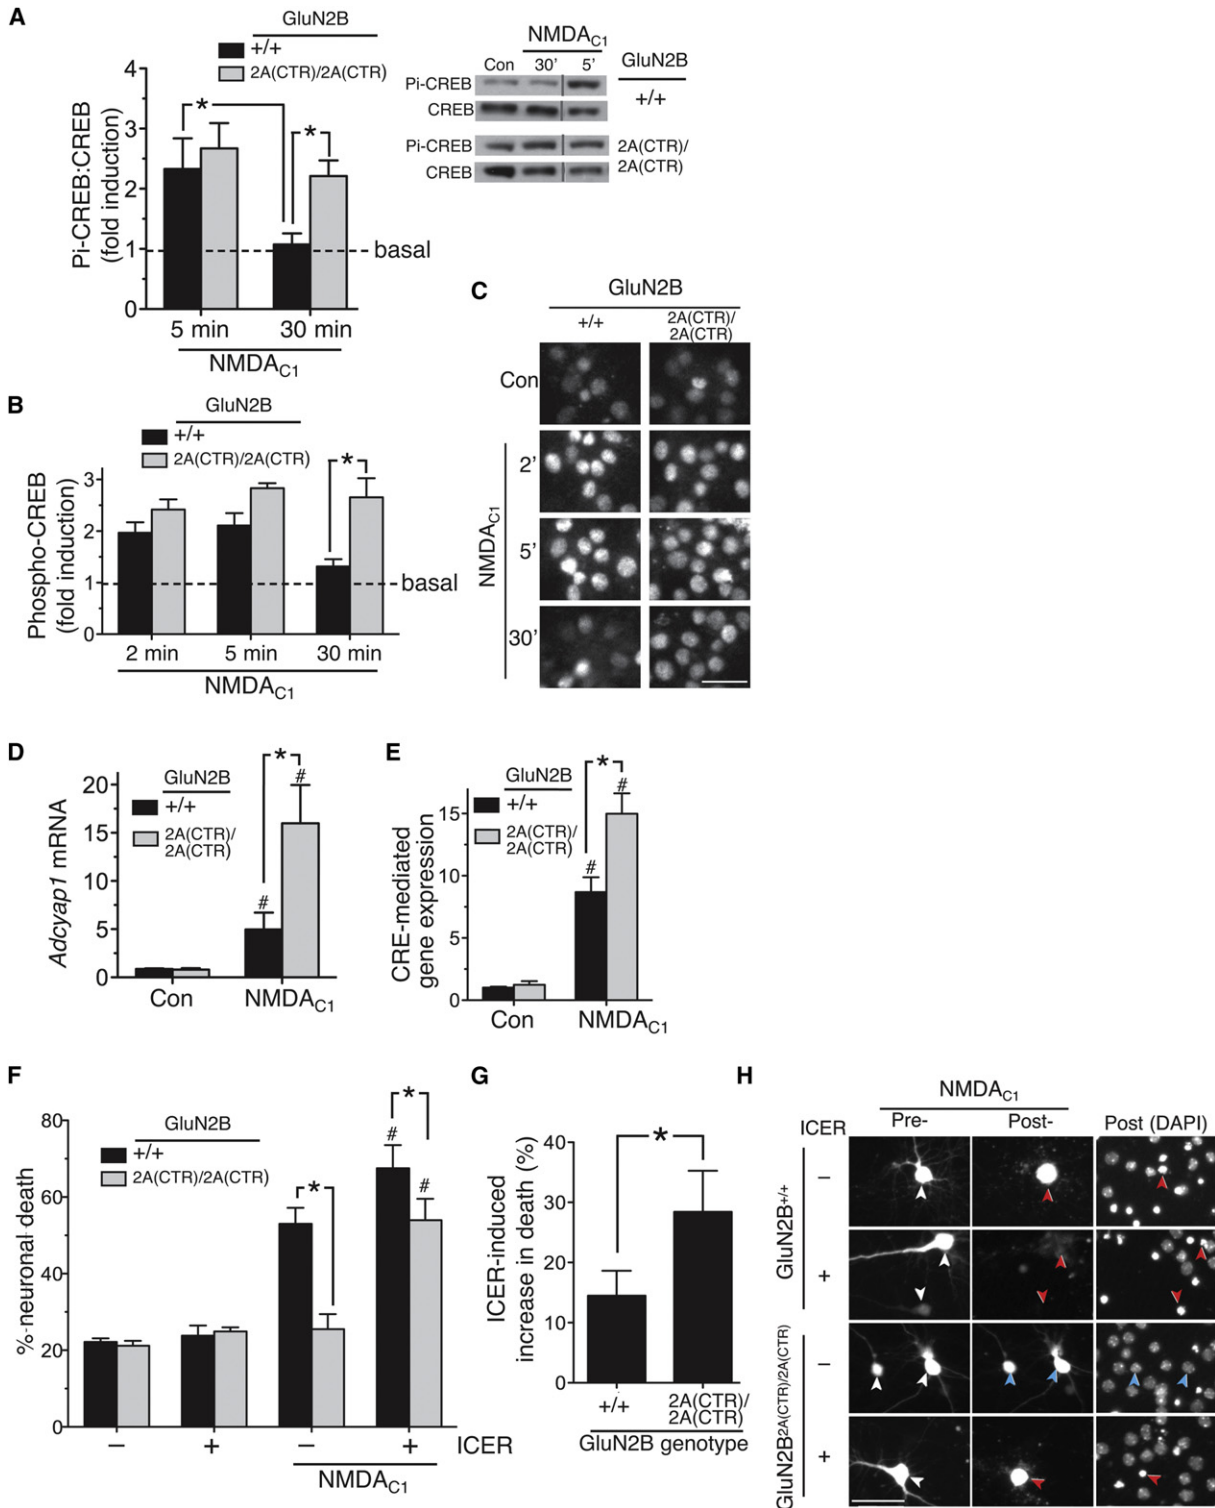 A
GluN2B
+/+
2A(CTR)/2A(CTR)
Pi-CREB:CREB
(fold induction)
4
3
2
1
0
*
*
basal
5 min
30 min
NMDAC1
NMDAC1
Con
30'
5'
GluN2B
Pi-CREB
CREB
+/+
Pi-CREB
CREB
2A(CTR)/
2A(CTR)
B
GluN2B
+/+
2A(CTR)/2A(CTR)
Phospho-CREB
(fold induction)
3
2
1
0
*
basal
2 min
5 min
30 min
NMDAC1
C
GluN2B
+/+
2A(CTR)/
2A(CTR)
Con
2'
5'
30'
NMDAC1
D
GluN2B
+/+
2A(CTR)/
2A(CTR)
Adcyap1 mRNA
20
15
10
5
0
*
#
#
Con
NMDAC1
E
GluN2B
+/+
2A(CTR)/
2A(CTR)
CRE-mediated
gene expression
15
10
5
0
*
#
#
Con
NMDAC1
F
GluN2B
+/+
2A(CTR)/2A(CTR)
%-neuronal death
80
60
40
20
0
*
*
#
#
− + − + ICER
NMDAC1
G
ICER-induced
increase in death (%)
40
30
20
10
0
*
+/+
2A(CTR)/
2A(CTR)
GluN2B genotype
H
NMDAC1
ICER
Pre-
Post-
Post (DAPI)
GluN2B+/+
−
+
GluN2B2A(CTR)/2A(CTR)
−
+